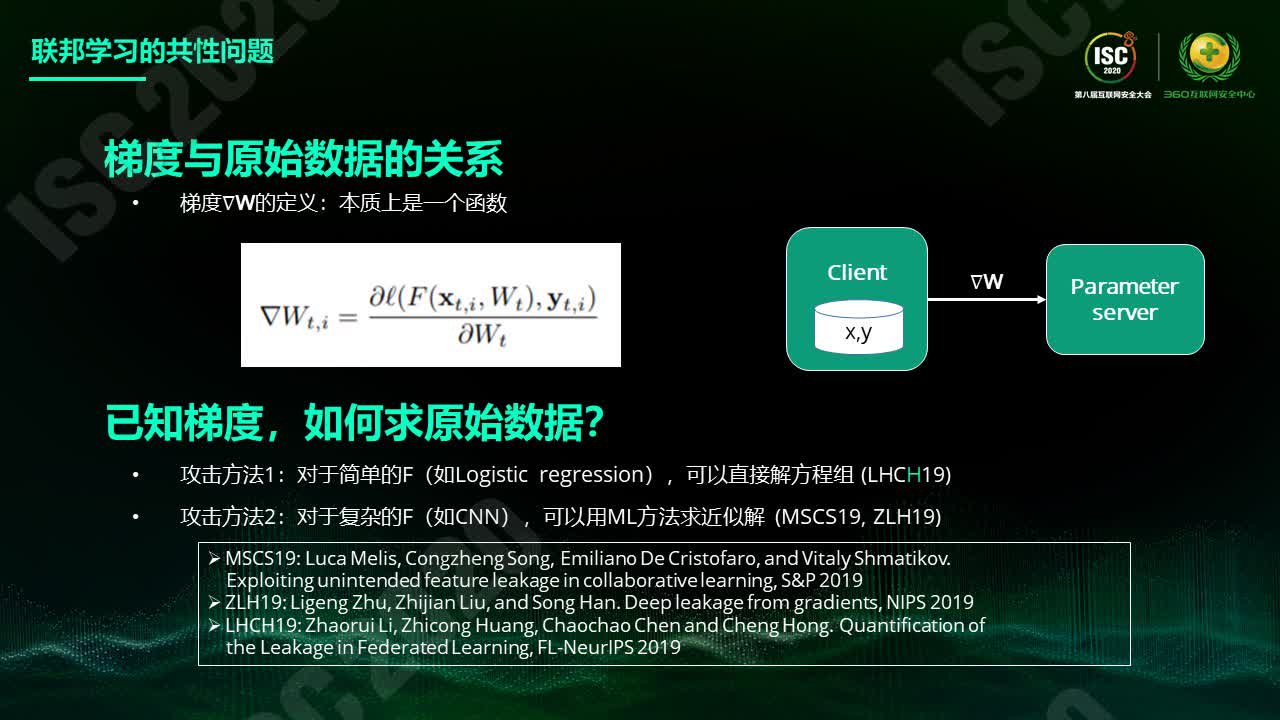 联邦学习的共性问题
ISC
2020
第八届互联网安全大会
360互联网安全中心
梯度与原始数据的关系
• 梯度∇W的定义：本质上是一个函数
∇W_{t,i} = ∂ℓ(F(x_{t,i}, W_t), y_{t,i}) / ∂W_t
Client
x,y
∇W
Parameter
server
已知梯度，如何求原始数据？
• 攻击方法1：对于简单的F（如Logistic regression），可以直接解方程组 (LHCH19)
• 攻击方法2：对于复杂的F（如CNN），可以用ML方法求近似解 (MSCS19, ZLH19)
➢ MSCS19: Luca Melis, Congzheng Song, Emiliano De Cristofaro, and Vitaly Shmatikov.
Exploiting unintended feature leakage in collaborative learning, S&P 2019
➢ ZLH19: Ligeng Zhu, Zhijian Liu, and Song Han. Deep leakage from gradients, NIPS 2019
➢ LHCH19: Zhaorui Li, Zhicong Huang, Chaochao Chen and Cheng Hong. Quantification of
the Leakage in Federated Learning, FL-NeurIPS 2019
ISC 2020